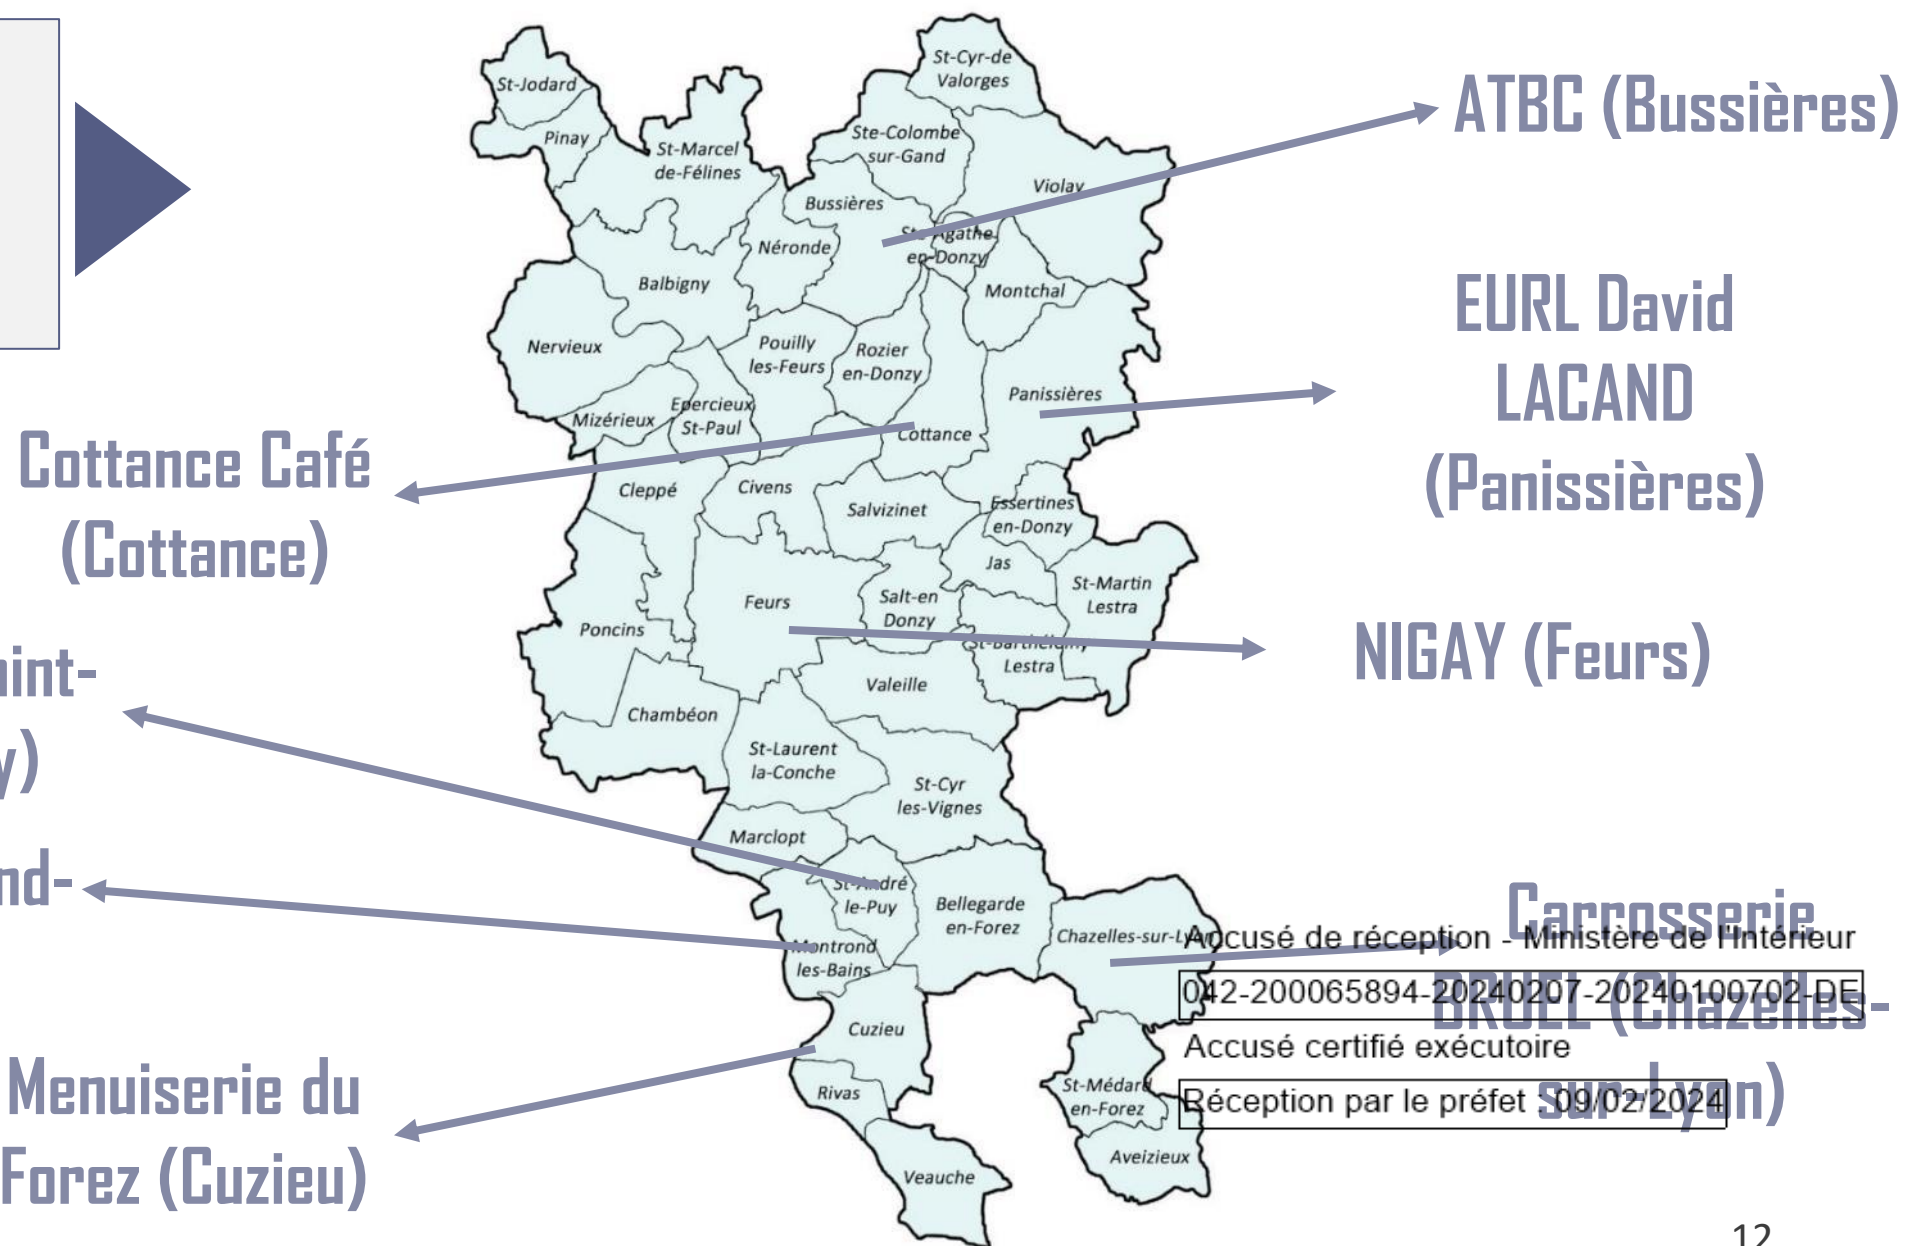 ATBC (Bussières)
EURL David
LACAND
(Panissières)
NIGAY (Feurs)
Carrosserie
BRUEL (Chazelles-
sur-Lyon)
Cottance Café
(Cottance)
Menuiserie du
Forez (Cuzieu)
St-Jodard
Pinay
St-Marcel
de-Félines
St-Cyr-de
Valorges
Ste-Colombe
sur-Gand
Violay
Bussières
Ste-Agathe
en-Donzy
Néronde
Balbigny
Montchal
Nervieux
Pouilly
les-Feurs
Rozier
en-Donzy
Panissières
Mizérieux
Epercieux
St-Paul
Cottance
Cleppé
Civens
Salvizinet
Essertines
en-Donzy
Jas
St-Martin
Lestra
Feurs
Salt-en
Donzy
Poncins
St-Barthélemy
Lestra
Valeille
Chambéon
St-Laurent
la-Conche
St-Cyr
les-Vignes
Marclopt
St-André
le-Puy
Bellegarde
en-Forez
Chazelles-sur-Lyon
Montrond
les-Bains
Cuzieu
Rivas
St-Médard
en-Forez
Veauche
Aveizieux
Accusé de réception - Ministère de l'Intérieur
042-200065894-20240207-20240100702-DE
Accusé certifié exécutoire
Réception par le préfet : 09/02/2024
12